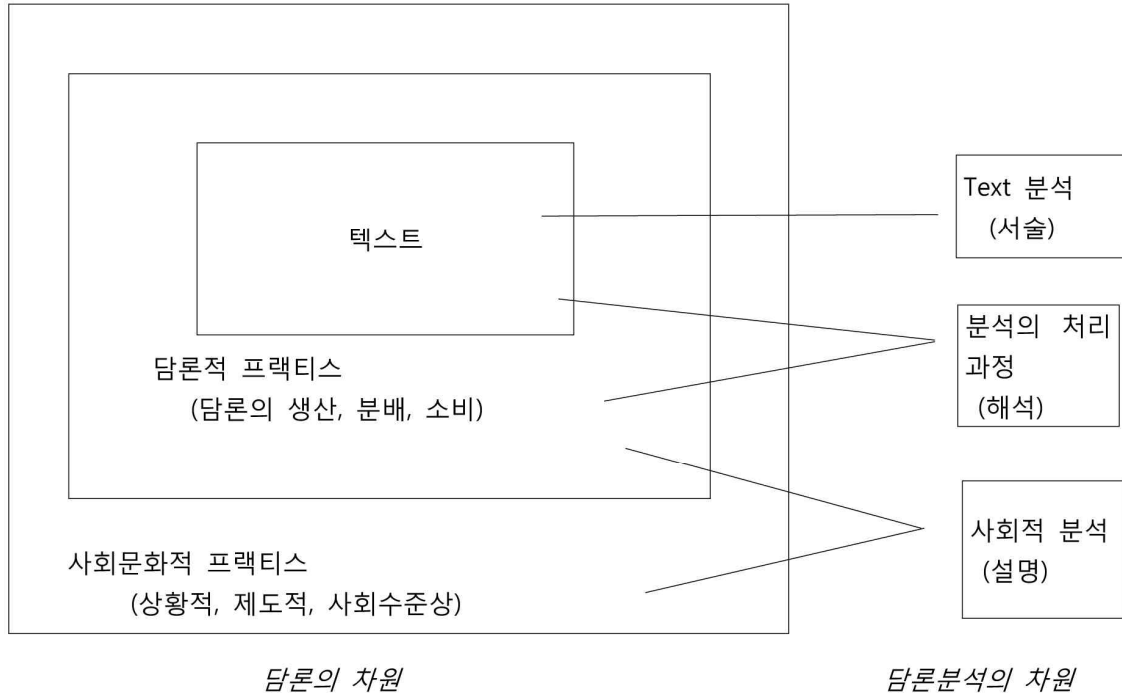 텍스트
담론적 프랙티스
(담론의 생산, 분배, 소비)
사회문화적 프랙티스
(상황적, 제도적, 사회수준상)
담론의 차원
Text 분석
(서술)
분석의 처리
과정
(해석)
사회적 분석
(설명)
담론분석의 차원